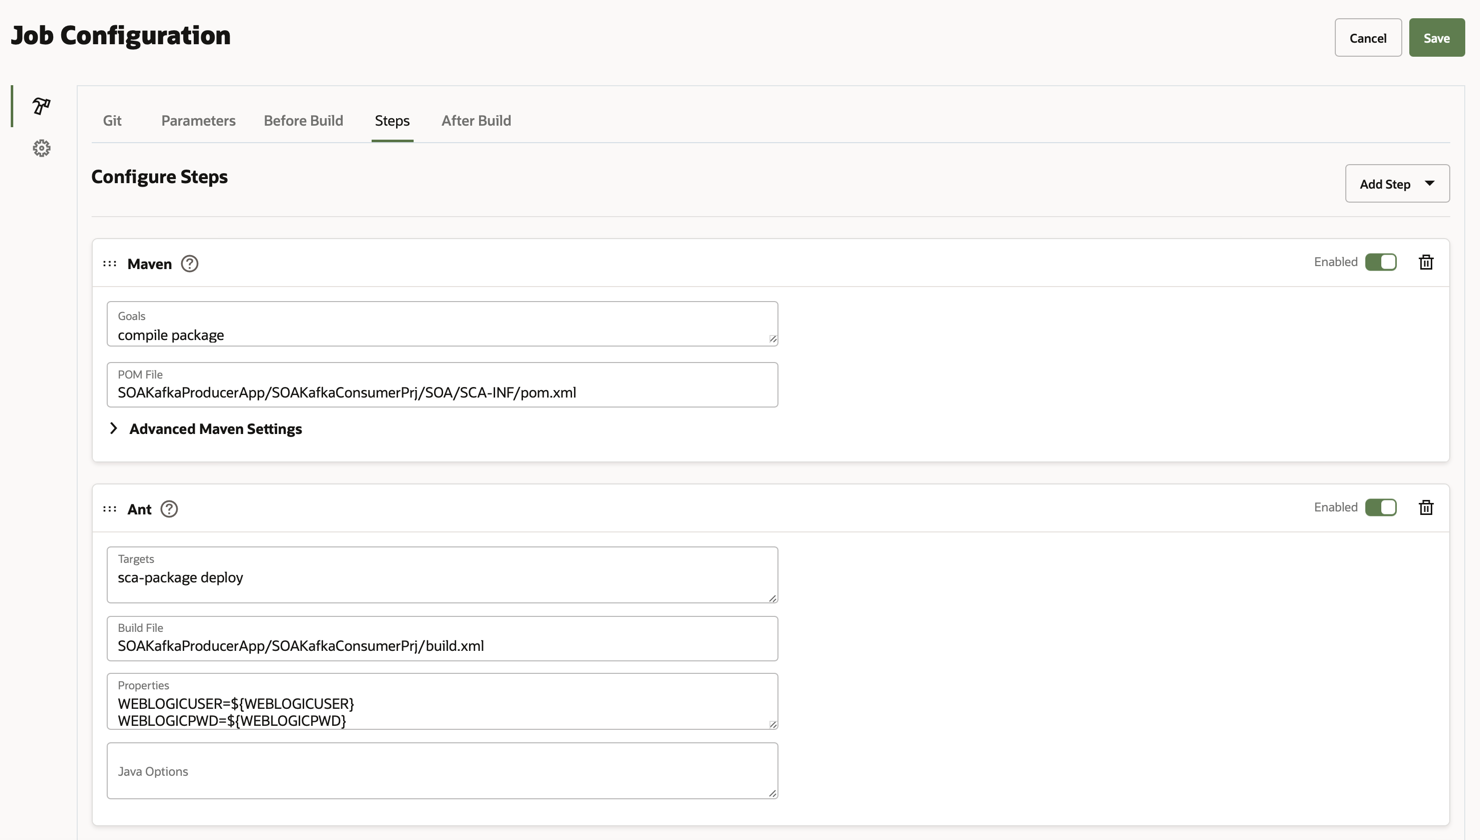 Job Configuration
Cancel
Save
Git
Parameters
Before Build
Steps
After Build
Configure Steps
Add Step
Maven
Enabled
Goals
compile package
POM File
SOAKafkaProducerApp/SOAKafkaConsumerPrj/SOA/SCA-INF/pom.xml
Advanced Maven Settings
Ant
Enabled
Targets
sca-package deploy
Build File
SOAKafkaProducerApp/SOAKafkaConsumerPrj/build.xml
Properties
WEBLOGICUSER=${WEBLOGICUSER}
WEBLOGICPWD=${WEBLOGICPWD}
Java Options